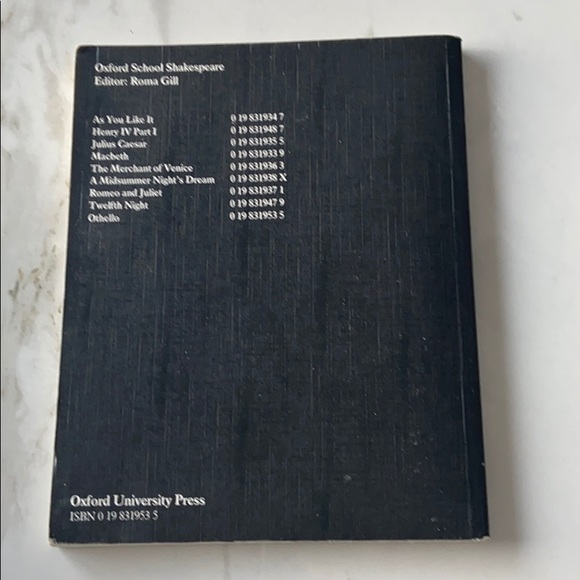 Oxford School Shakespeare
Editor: Roma Gill
As You Like It 0 19 831934 7
Henry IV Part I 0 19 831948 7
Julius Caesar 0 19 831935 5
Macbeth 0 19 831933 9
The Merchant of Venice 0 19 831936 3
A Midsummer Night's Dream 0 19 831938 X
Romeo and Juliet 0 19 831937 1
Twelfth Night 0 19 831947 9
Othello 0 19 831953 5
Oxford University Press
ISBN 0 19 831953 5